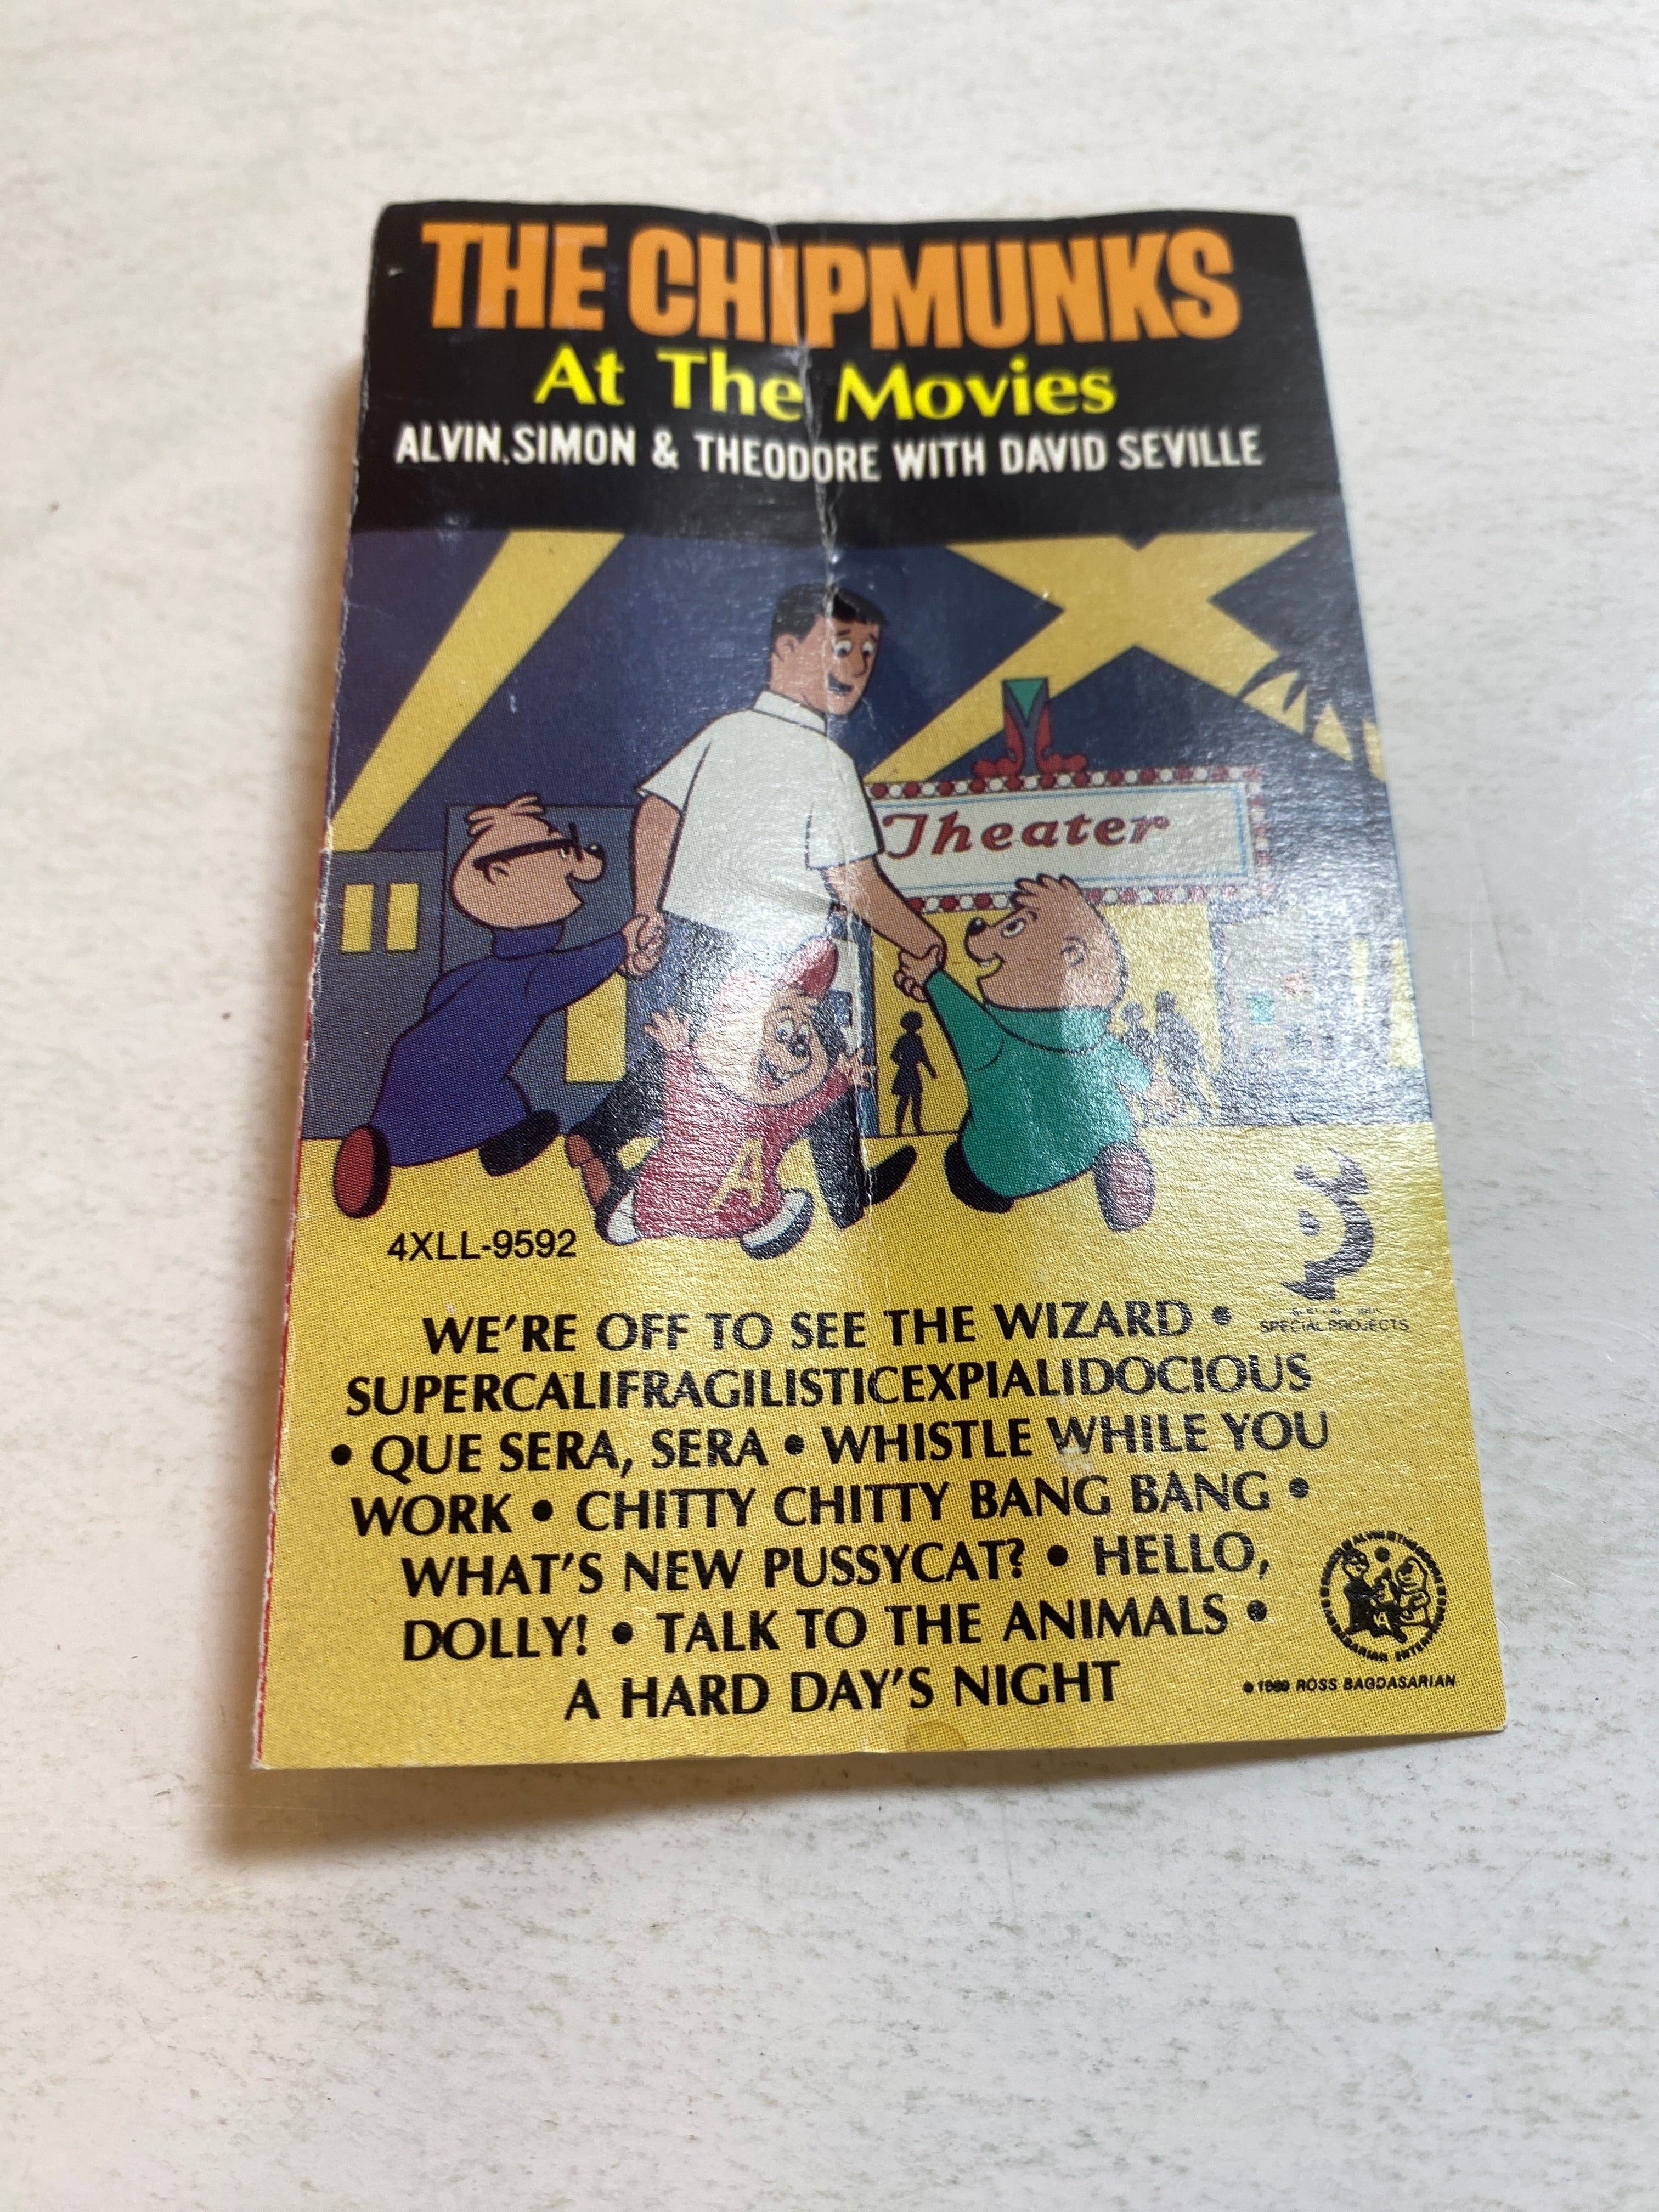 THE CHIPMUNKS
At The Movies
ALVIN, SIMON & THEODORE WITH DAVID SEVILLE
Theater
A
4XLL-9592
SPECIAL PROJECTS
WE'RE OFF TO SEE THE WIZARD •
SUPERCALIFRAGILISTICEXPIALIDOCIOUS
• QUE SERA, SERA • WHISTLE WHILE YOU
WORK • CHITTY CHITTY BANG BANG •
WHAT'S NEW PUSSYCAT? • HELLO,
DOLLY! • TALK TO THE ANIMALS •
A HARD DAY'S NIGHT
ROSS BAGDASARIAN